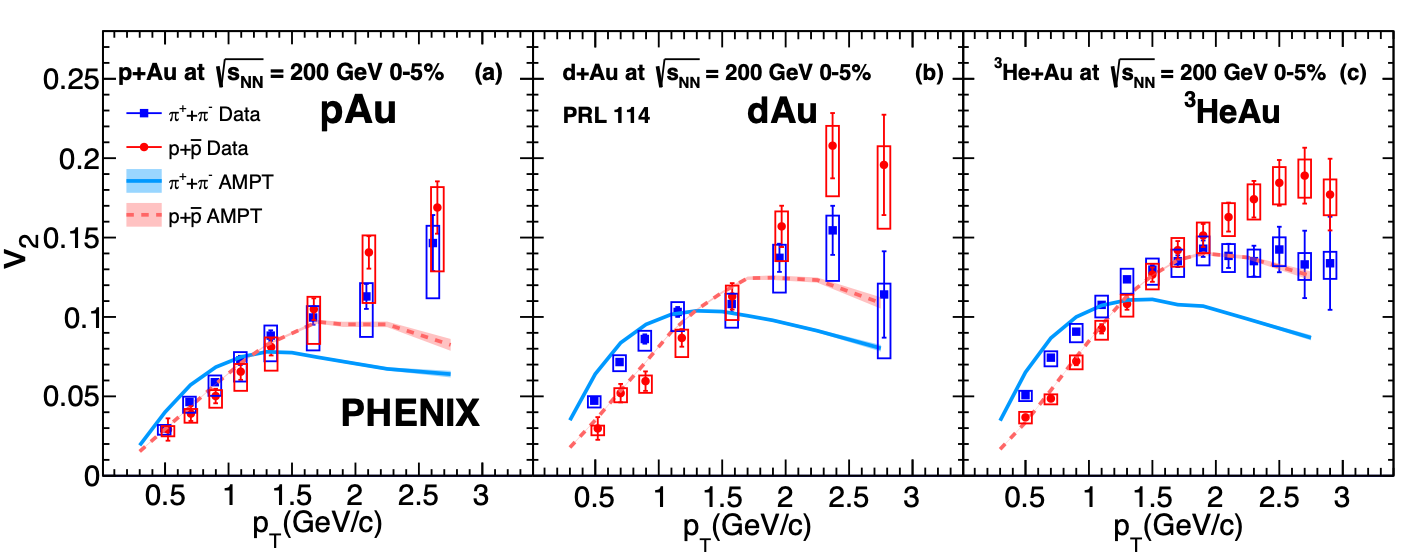 p+Au at √s_NN = 200 GeV 0-5% (a)
pAu
π⁺+π⁻ Data
p+p̅ Data
π⁺+π⁻ AMPT
p+p̅ AMPT
PHENIX
d+Au at √s_NN = 200 GeV 0-5% (b)
PRL 114
dAu
³He+Au at √s_NN = 200 GeV 0-5% (c)
³HeAu
v₂
0.25
0.2
0.15
0.1
0.05
0
0.5 1 1.5 2 2.5 3
0.5 1 1.5 2 2.5 3
0.5 1 1.5 2 2.5 3
p_T(GeV/c)
p_T(GeV/c)
p_T(GeV/c)